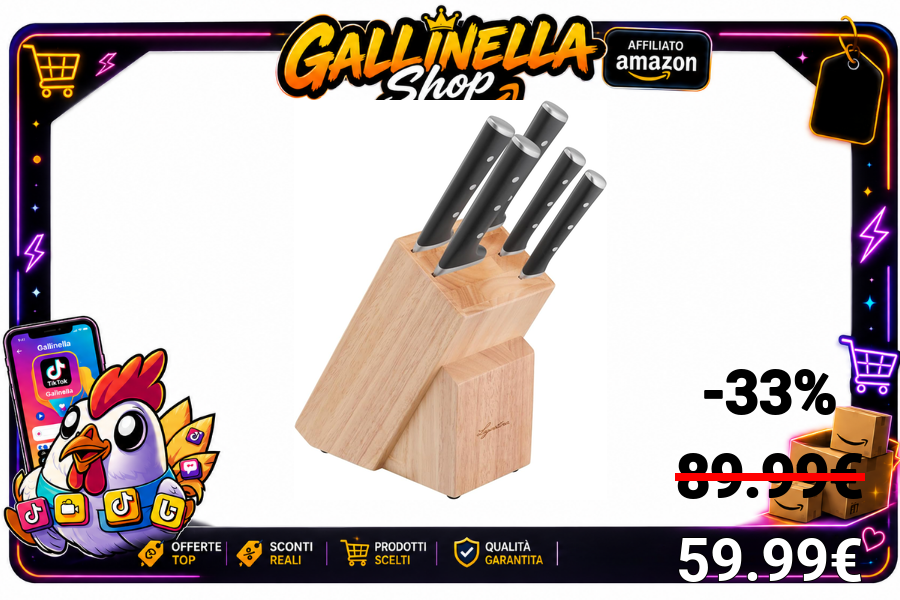 GALLINELLA
Shop
AFFILIATO
amazon
Gallinella
TikTok
Gallinella
-33%
89.99€
59.99€
OFFERTE
TOP
SCONTI
REALI
PRODOTTI
SCELTI
QUALITÀ
GARANTITA